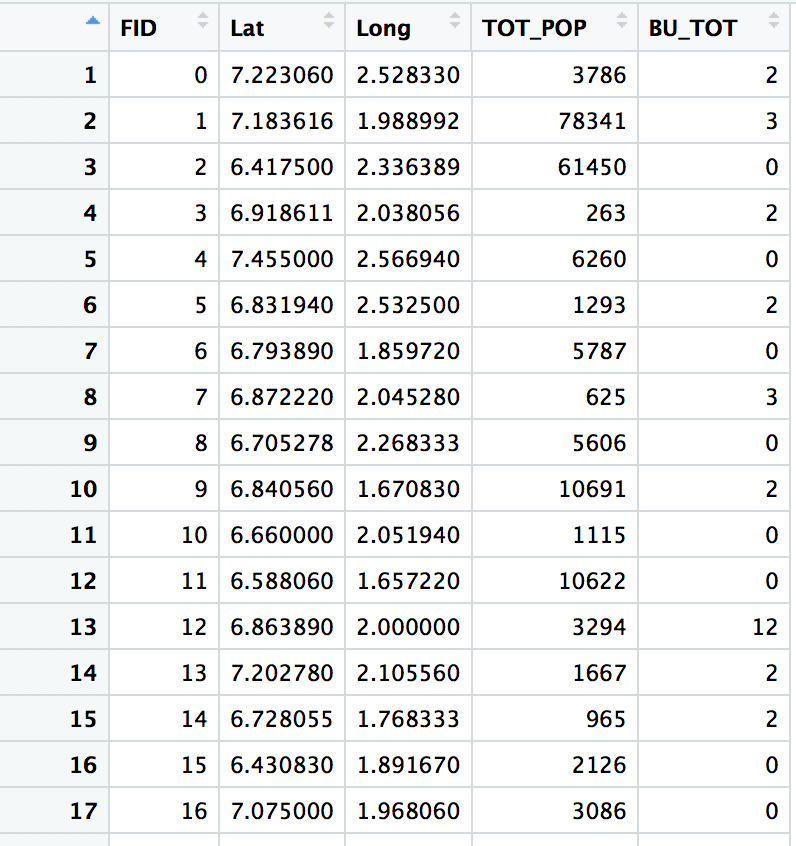 FID Lat Long TOT_POP BU_TOT
1 0 7.223060 2.528330 3786 2
2 1 7.183616 1.988992 78341 3
3 2 6.417500 2.336389 61450 0
4 3 6.918611 2.038056 263 2
5 4 7.455000 2.566940 6260 0
6 5 6.831940 2.532500 1293 2
7 6 6.793890 1.859720 5787 0
8 7 6.872220 2.045280 625 3
9 8 6.705278 2.268333 5606 0
10 9 6.840560 1.670830 10691 2
11 10 6.660000 2.051940 1115 0
12 11 6.588060 1.657220 10622 0
13 12 6.863890 2.000000 3294 12
14 13 7.202780 2.105560 1667 2
15 14 6.728055 1.768333 965 2
16 15 6.430830 1.891670 2126 0
17 16 7.075000 1.968060 3086 0